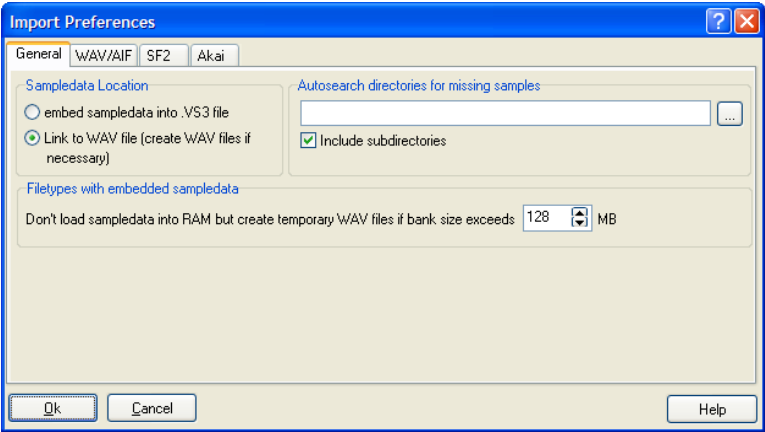 Import Preferences
General WAV/AIF SF2 Akai
Sampledata Location
embed sampledata into .VS3 file
Link to WAV file (create WAV files if
necessary)
Autosearch directories for missing samples
...
Include subdirectories
Filetypes with embedded sampledata
Don't load sampledata into RAM but create temporary WAV files if bank size exceeds 128 MB
Ok Cancel Help